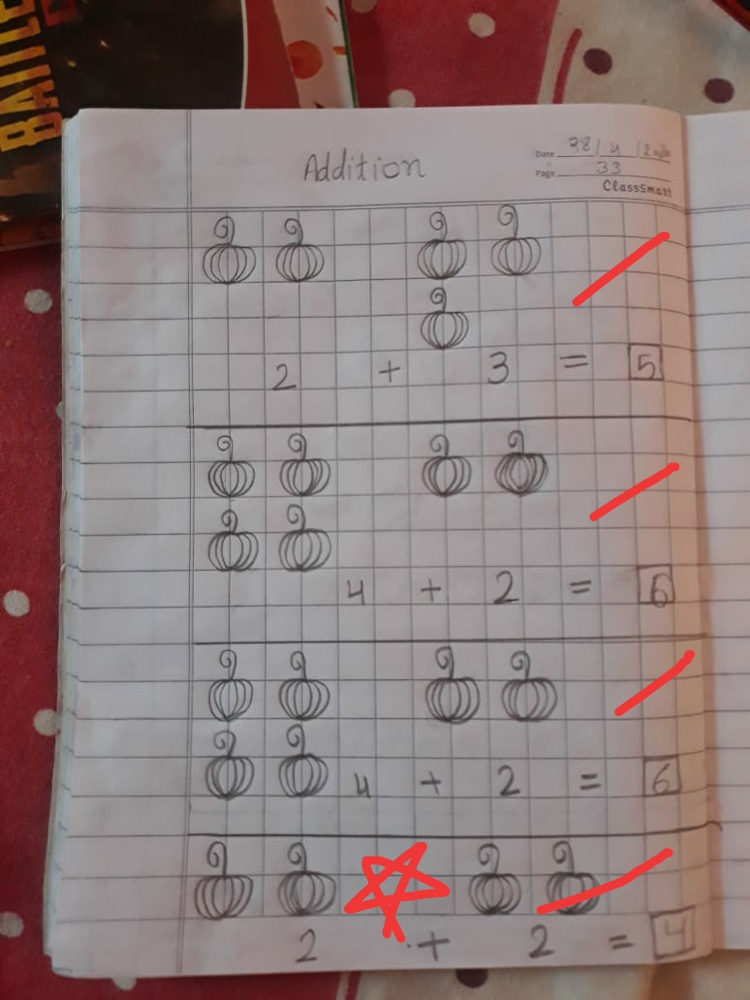 Addition
Date 38/4/2020
Page 33
ClassSmart
2 + 3 = 5
4 + 2 = 6
4 + 2 = 6
2 + 2 = 4